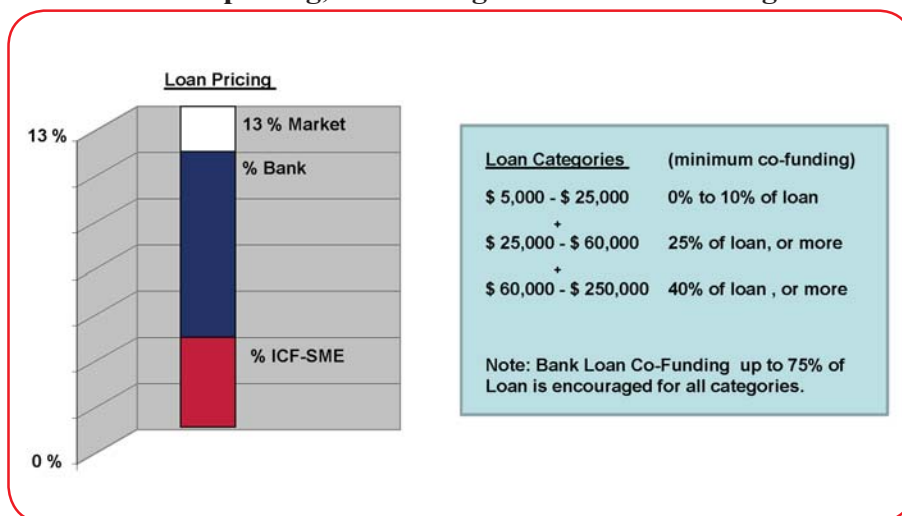 Loan Pricing
13 %
13 % Market
% Bank
% ICF-SME
0 %
Loan Categories (minimum co-funding)
$ 5,000 - $ 25,000 0% to 10% of loan
+
$ 25,000 - $ 60,000 25% of loan, or more
+
$ 60,000 - $ 250,000 40% of loan , or more
Note: Bank Loan Co-Funding up to 75% of
Loan is encouraged for all categories.